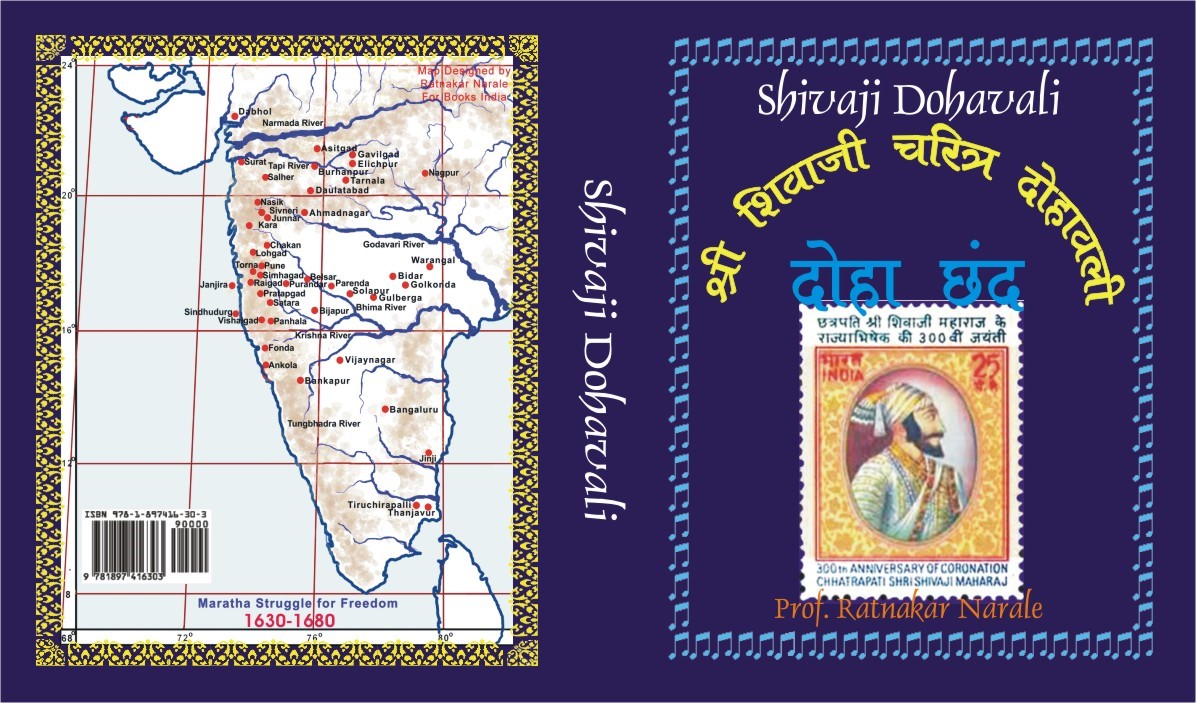 Map Designed by
Ratnakar Narale
For Books India
24°
20°
16°
12°
8
68°
72°
76°
80°
Dabhol
Narmada River
Asitgad
Gavilgad
Elichpur
Surat
Tapi River
Burhanpur
Nagpur
Salher
Tarnala
Daulatabad
Nasik
Sivneri
Ahmadnagar
Junnar
Kara
Chakan
Godavari River
Lohgad
Warangal
Torna
Pune
Simhagad
Belsar
Bidar
Janjira
Raigad
Purandar
Parenda
Golkonda
Pratapgad
Solapur
Gulberga
Satara
Bhima River
Sindhudurg
Bijapur
Vishalgad
Panhala
Krishna River
Fonda
Vijaynagar
Ankola
Bankapur
Bangaluru
Tungbhadra River
Jinji
Tiruchirapalli
Thanjavur
ISBN 978-1-897416-30-3
90000
9 781897 416303
Maratha Struggle for Freedom
1630-1680
Shivaji Dohavali
Shivaji Dohavali
श्री शिवाजी चरित्र दोहावली
दोहा छंद
छत्रपति श्री शिवाजी महाराज के
राज्याभिषेक की 300वीं जयंती
भारत
INDIA
25
300th ANNIVERSARY OF CORONATION
CHHATRAPATI SHRI SHIVAJI MAHARAJ
Prof. Ratnakar Narale